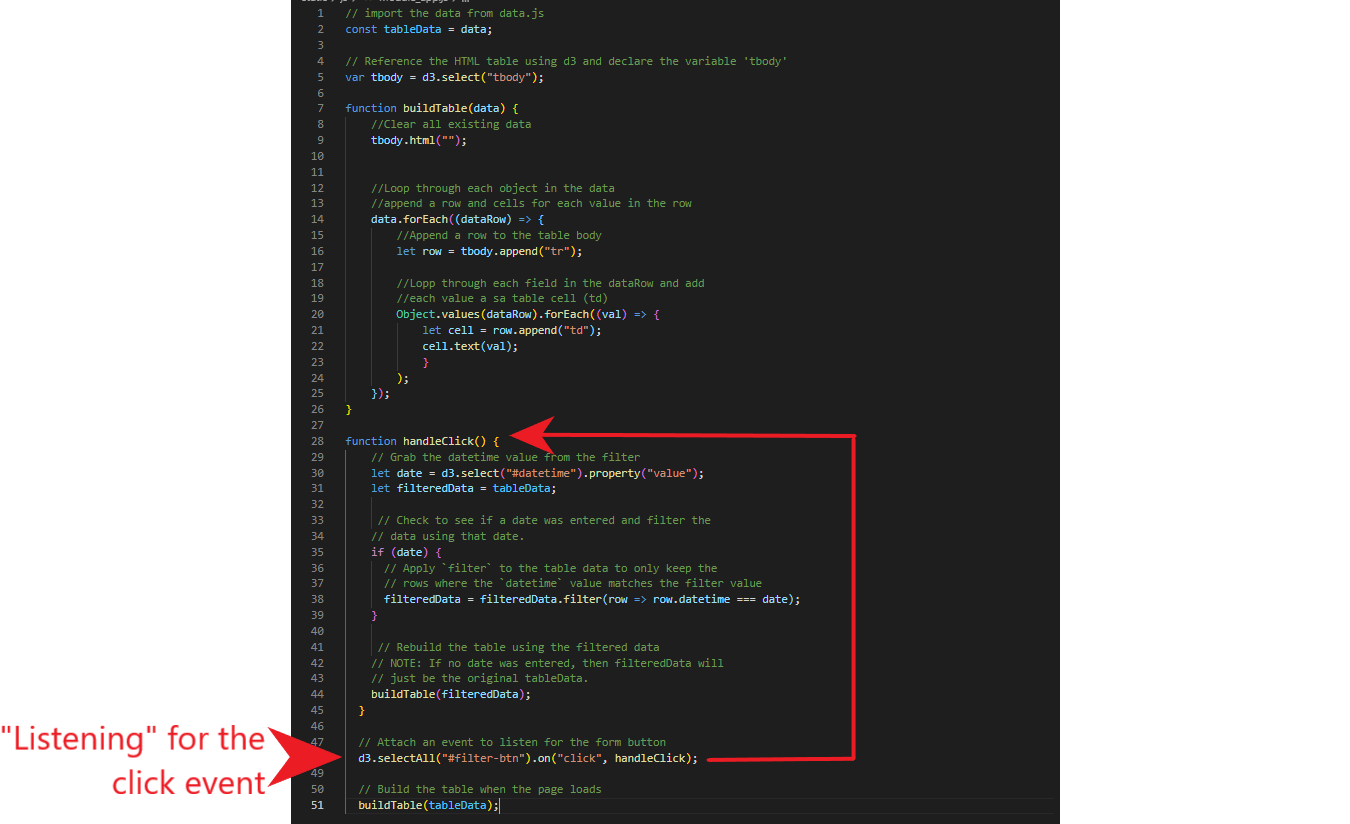 1 // import the data from data.js
2 const tableData = data;
3
4 // Reference the HTML table using d3 and declare the variable 'tbody'
5 var tbody = d3.select("tbody");
6
7 function buildTable(data) {
8 //Clear all existing data
9 tbody.html("");
10
11
12 //Loop through each object in the data
13 //append a row and cells for each value in the row
14 data.forEach((dataRow) => {
15 //Append a row to the table body
16 let row = tbody.append("tr");
17
18 //Lopp through each field in the dataRow and add
19 //each value a sa table cell (td)
20 Object.values(dataRow).forEach((val) => {
21 let cell = row.append("td");
22 cell.text(val);
23 }
24 );
25 });
26 }
27
28 function handleClick() {
29 // Grab the datetime value from the filter
30 let date = d3.select("#datetime").property("value");
31 let filteredData = tableData;
32
33 // Check to see if a date was entered and filter the
34 // data using that date.
35 if (date) {
36 // Apply `filter` to the table data to only keep the
37 // rows where the `datetime` value matches the filter value
38 filteredData = filteredData.filter(row => row.datetime === date);
39 }
40
41 // Rebuild the table using the filtered data
42 // NOTE: If no date was entered, then filteredData will
43 // just be the original tableData.
44 buildTable(filteredData);
45 }
46
47 // Attach an event to listen for the form button
d3.selectAll("#filter-btn").on("click", handleClick);
49
50 // Build the table when the page loads
51 buildTable(tableData);
"Listening" for the
click event